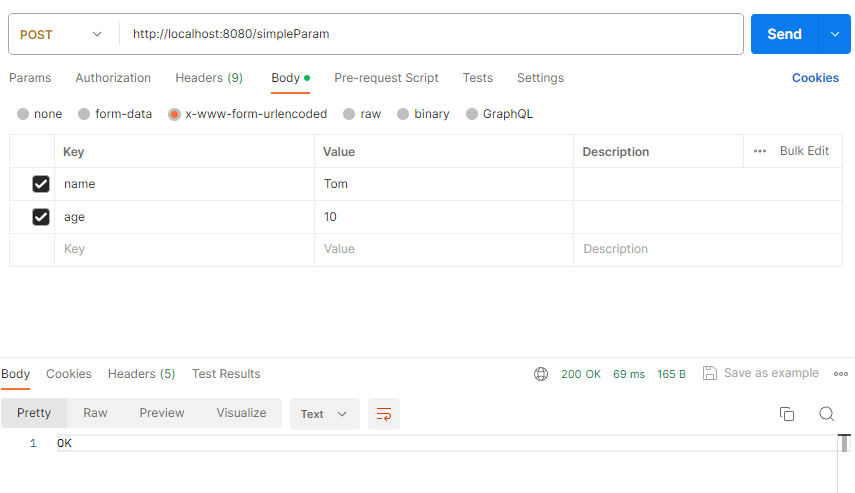 POST http://localhost:8080/simpleParam Send
Params Authorization Headers (9) Body Pre-request Script Tests Settings Cookies
none form-data x-www-form-urlencoded raw binary GraphQL
Key Value Description ••• Bulk Edit
name Tom
age 10
Key Value Description
Body Cookies Headers (5) Test Results 200 OK 69 ms 165 B Save as example
Pretty Raw Preview Visualize Text
1 OK